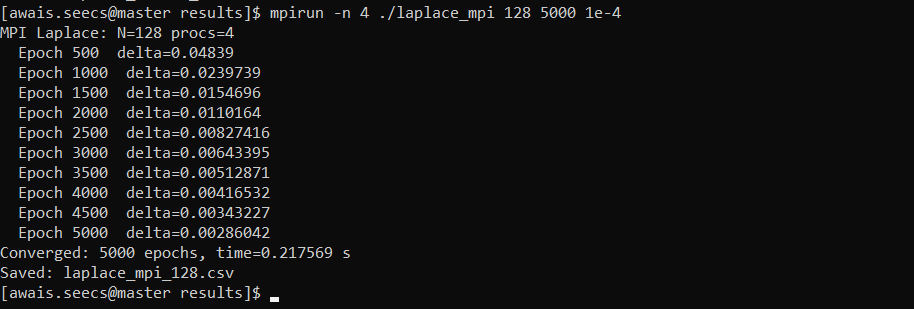 [awais.seecs@master results]$ mpirun -n 4 ./laplace_mpi 128 5000 1e-4
MPI Laplace: N=128 procs=4
  Epoch 500  delta=0.04839
  Epoch 1000  delta=0.0239739
  Epoch 1500  delta=0.0154696
  Epoch 2000  delta=0.0110164
  Epoch 2500  delta=0.00827416
  Epoch 3000  delta=0.00643395
  Epoch 3500  delta=0.00512871
  Epoch 4000  delta=0.00416532
  Epoch 4500  delta=0.00343227
  Epoch 5000  delta=0.00286042
Converged: 5000 epochs, time=0.217569 s
Saved: laplace_mpi_128.csv
[awais.seecs@master results]$